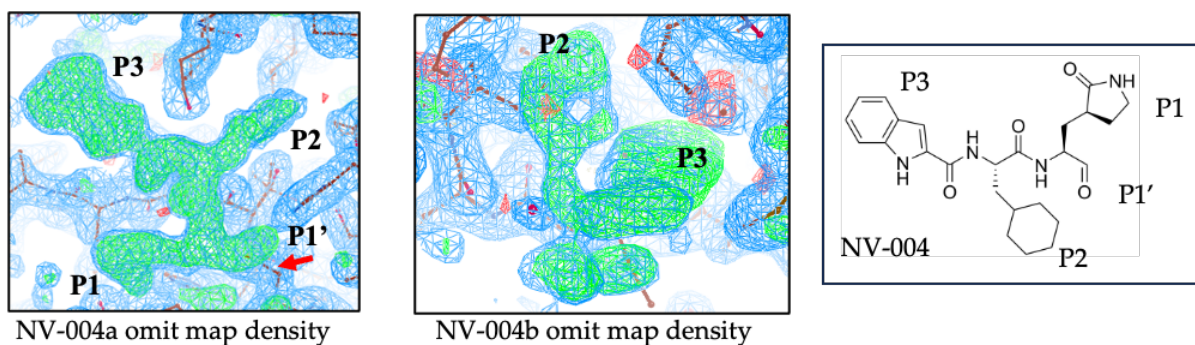 P3
P2
P1'
P1
NV-004a omit map density
P2
P3
NV-004b omit map density
O
NH
P3
P1
O
H
N
N
H
O
N
H
O
P1′
NV-004
P2